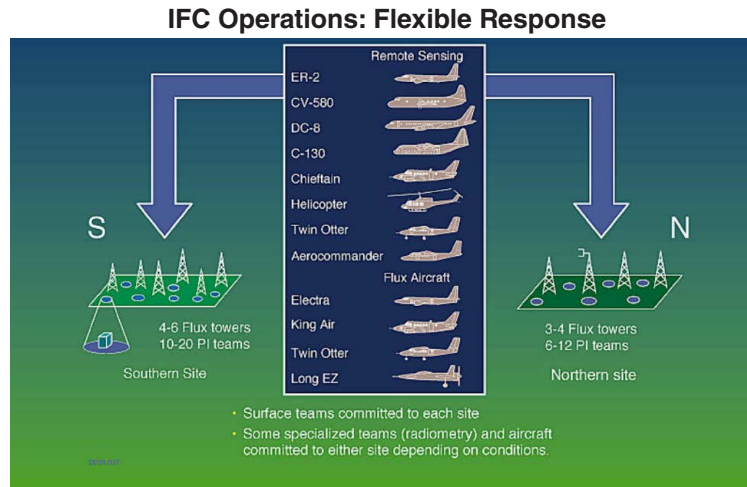 IFC Operations: Flexible Response
Remote Sensing
ER-2
CV-580
DC-8
C-130
Chieftain
Helicopter
Twin Otter
Aerocommander
Flux Aircraft
Electra
King Air
Twin Otter
Long EZ
S
4-6 Flux towers
10-20 PI teams
Southern Site
N
3-4 Flux towers
6-12 PI teams
Northern site
• Surface teams committed to each site
• Some specialized teams (radiometry) and aircraft
committed to either site depending on conditions.